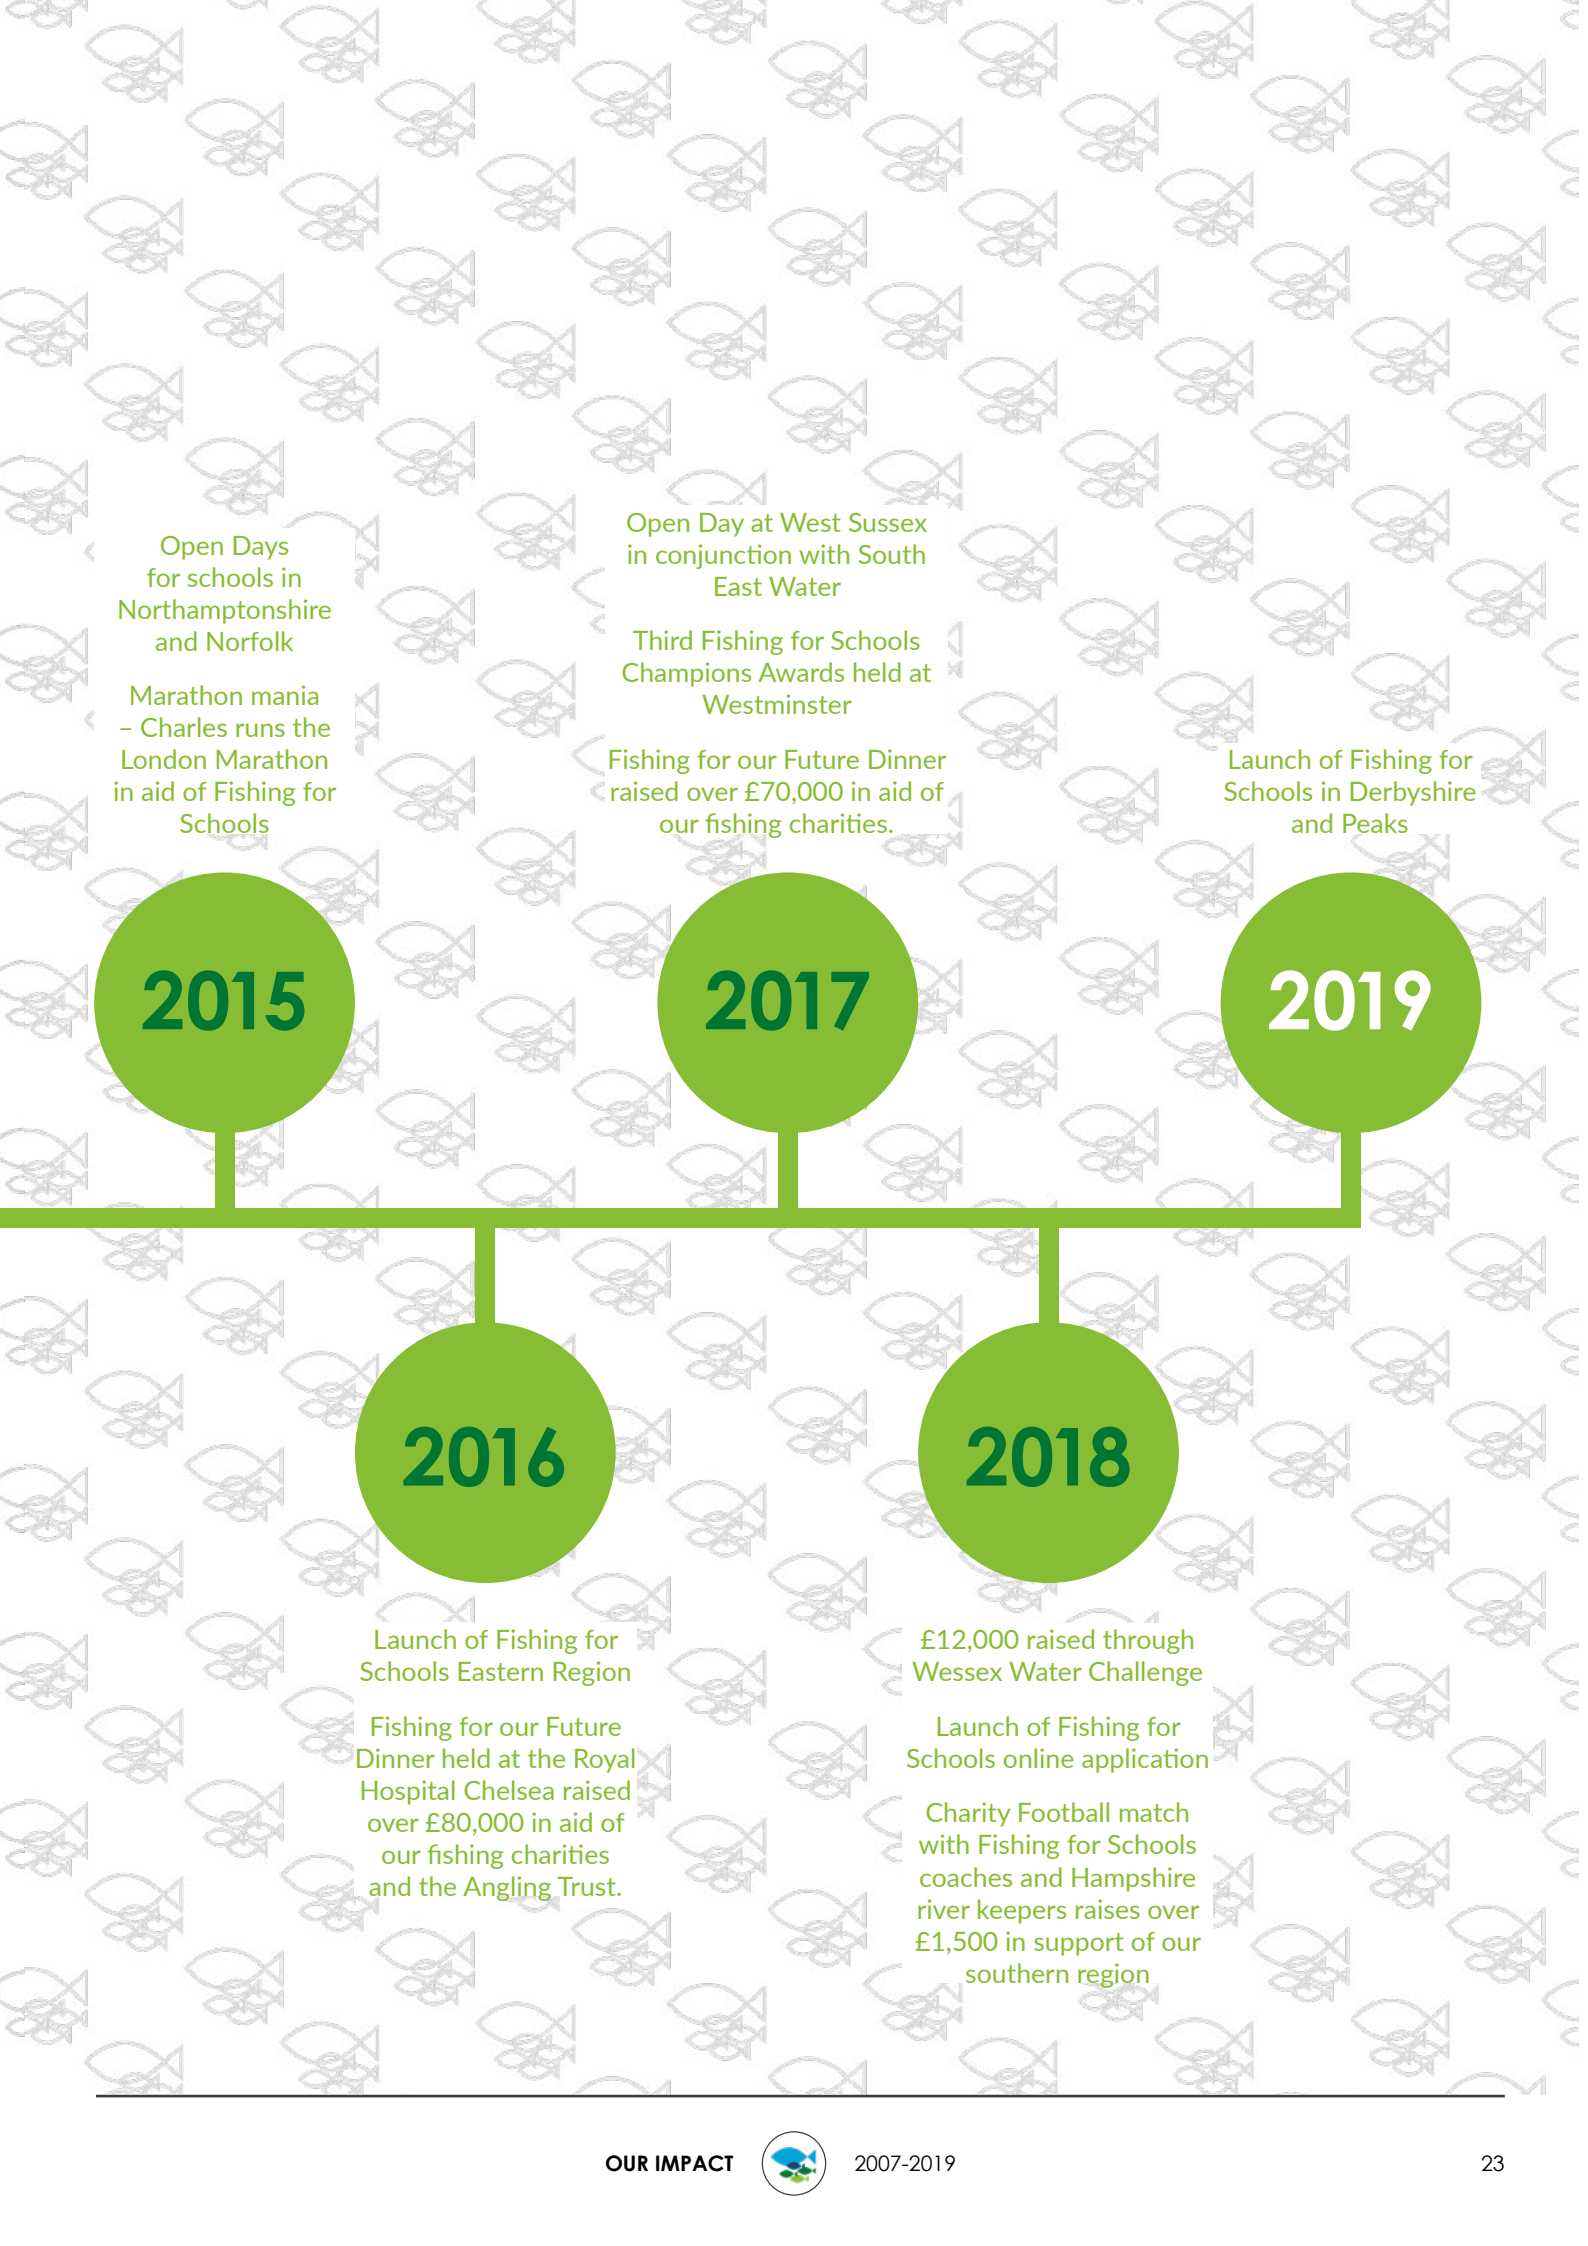 Open Days
for schools in
Northamptonshire
and Norfolk
Marathon mania
– Charles runs the
London Marathon
in aid of Fishing for
Schools
2015
Open Day at West Sussex
in conjunction with South
East Water
Third Fishing for Schools
Champions Awards held at
Westminster
Fishing for our Future Dinner
raised over £70,000 in aid of
our fishing charities.
2017
Launch of Fishing for
Schools in Derbyshire
and Peaks
2019
2016
Launch of Fishing for
Schools Eastern Region
Fishing for our Future
Dinner held at the Royal
Hospital Chelsea raised
over £80,000 in aid of
our fishing charities
and the Angling Trust.
2018
£12,000 raised through
Wessex Water Challenge
Launch of Fishing for
Schools online application
Charity Football match
with Fishing for Schools
coaches and Hampshire
river keepers raises over
£1,500 in support of our
southern region
OUR IMPACT 2007-2019 23